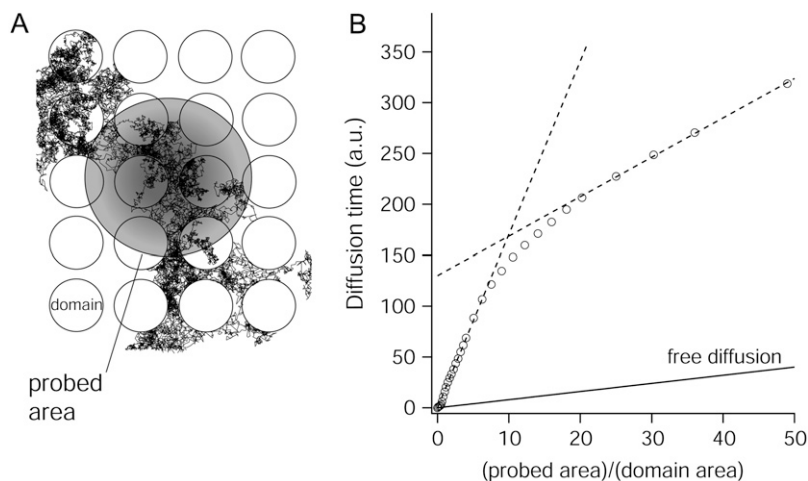 A
domain
probed
area
B
Diffusion time (a.u.)
350
300
250
200
150
100
50
0
free diffusion
0 10 20 30 40 50
(probed area)/(domain area)